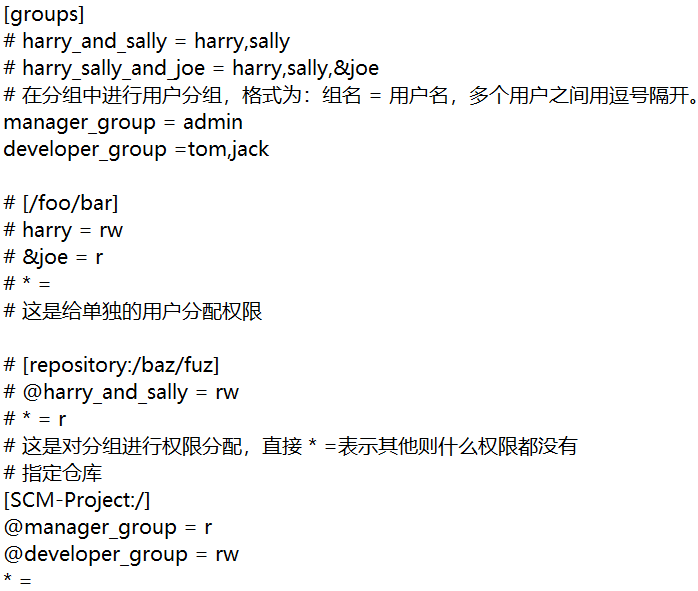 [groups]
# harry_and_sally = harry,sally
# harry_sally_and_joe = harry,sally,&joe
# 在分组中进行用户分组，格式为：组名 = 用户名，多个用户之间用逗号隔开。
manager_group = admin
developer_group =tom,jack
# [/foo/bar]
# harry = rw
# &joe = r
# * =
# 这是给单独的用户分配权限
# [repository:/baz/fuz]
# @harry_and_sally = rw
# * = r
# 这是对分组进行权限分配，直接 * =表示其他则什么权限都没有
# 指定仓库
[SCM-Project:/]
@manager_group = r
@developer_group = rw
* =